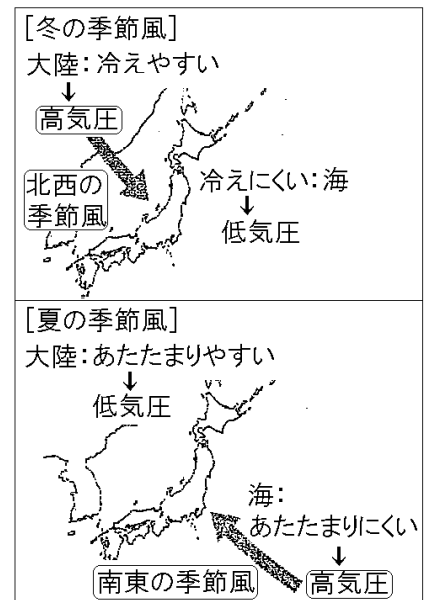 [冬の季節風]
大陸：冷えやすい
↓
高気圧
北西の
季節風
冷えにくい：海
↓
低気圧
[夏の季節風]
大陸：あたたまりやすい
↓
低気圧
海：
あたたまりにくい
↓
南東の季節風
高気圧